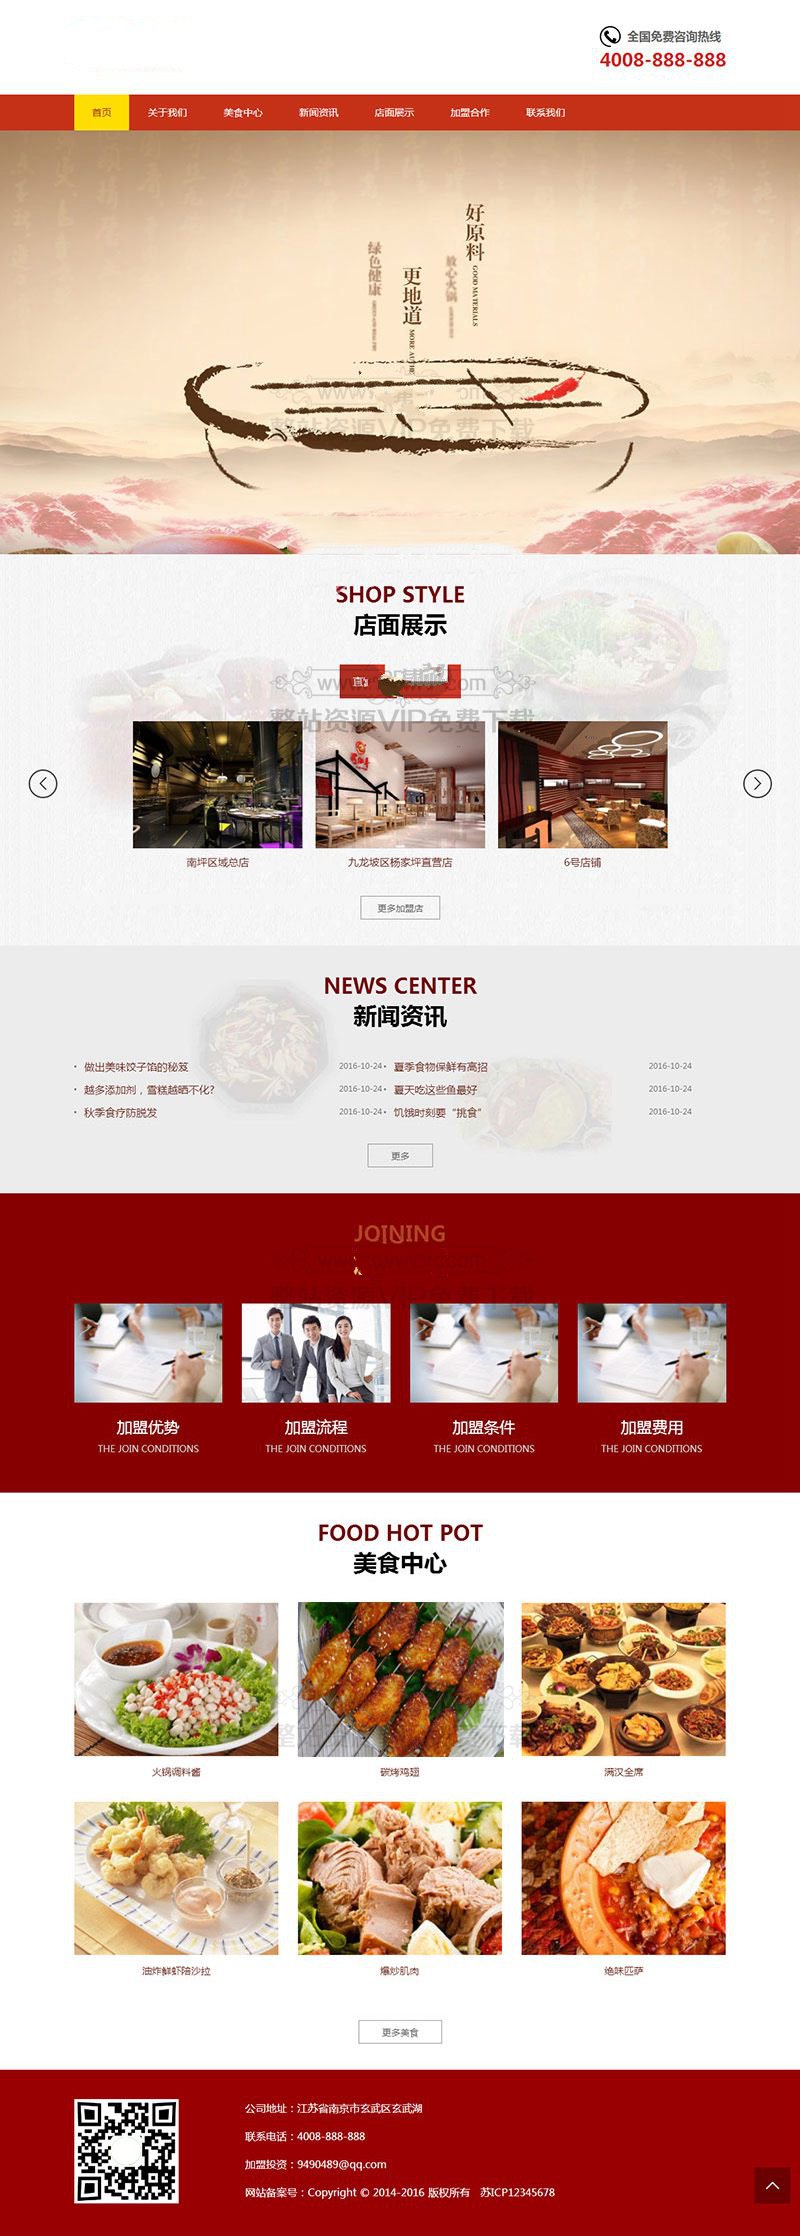 全国免费咨询热线
4008-888-888
首页 关于我们 美食中心 新闻资讯 店面展示 加盟合作 联系我们
好原料
GOOD MATERIALS
放心火锅
更地道
MORE AUTHE
绿色健康
SHOP STYLE
店面展示
直
www. .com
整站资源VIP免费下载
南坪区域总店 九龙坡区杨家坪直营店 6号店铺
更多加盟店
NEWS CENTER
新闻资讯
做出美味饺子馅的秘笈 2016-10-24
夏季食物保鲜有高招 2016-10-24
越多添加剂，雪糕越晒不化? 2016-10-24
夏天吃这些鱼最好 2016-10-24
秋季食疗防脱发 2016-10-24
饥饿时刻要“挑食” 2016-10-24
更多
JOINING
加盟优势 加盟流程 加盟条件 加盟费用
THE JOIN CONDITIONS THE JOIN CONDITIONS THE JOIN CONDITIONS THE JOIN CONDITIONS
FOOD HOT POT
美食中心
火锅调料酱 碳烤鸡翅 满汉全席
油炸鲜虾陪沙拉 爆炒肌肉 绝味匹萨
更多美食
公司地址：江苏省南京市玄武区玄武湖
联系电话：4008-888-888
加盟投资：9490489@qq.com
网站备案号：Copyright © 2014-2016 版权所有 苏ICP12345678